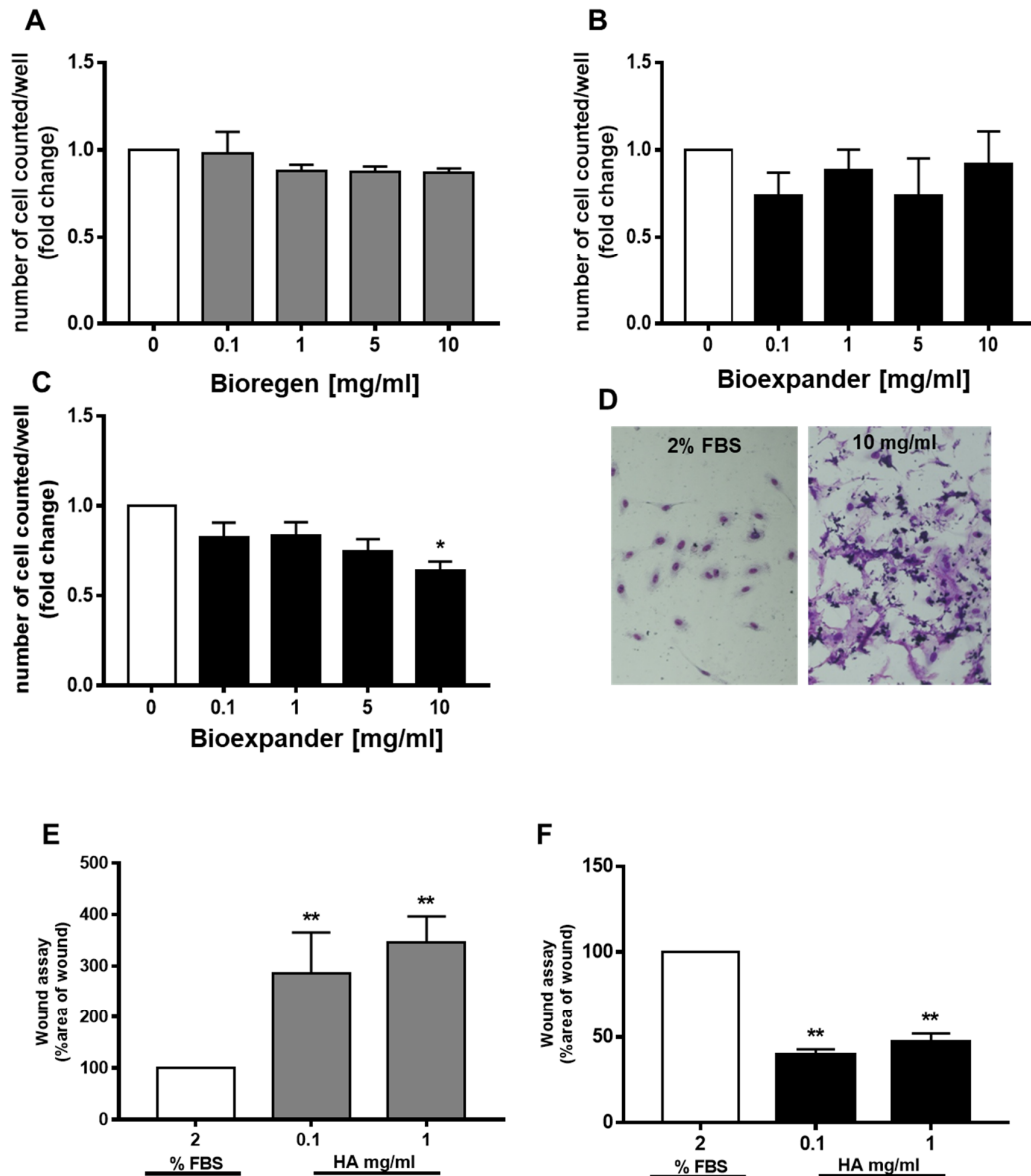 A
number of cell counted/well
(fold change)
1.5
1.0
0.5
0.0
0 0.1 1 5 10
Bioregen [mg/ml]
B
number of cell counted/well
(fold change)
1.5
1.0
0.5
0.0
0 0.1 1 5 10
Bioexpander [mg/ml]
C
number of cell counted/well
(fold change)
1.5
1.0
0.5
0.0
*
0 0.1 1 5 10
Bioexpander [mg/ml]
D
2% FBS 10 mg/ml
E
Wound assay
(%area of wound)
500
400
300
200
100
0
** **
2 0.1 1
% FBS HA mg/ml
F
Wound assay
(%area of wound)
150
100
50
0
** **
2 0.1 1
% FBS HA mg/ml